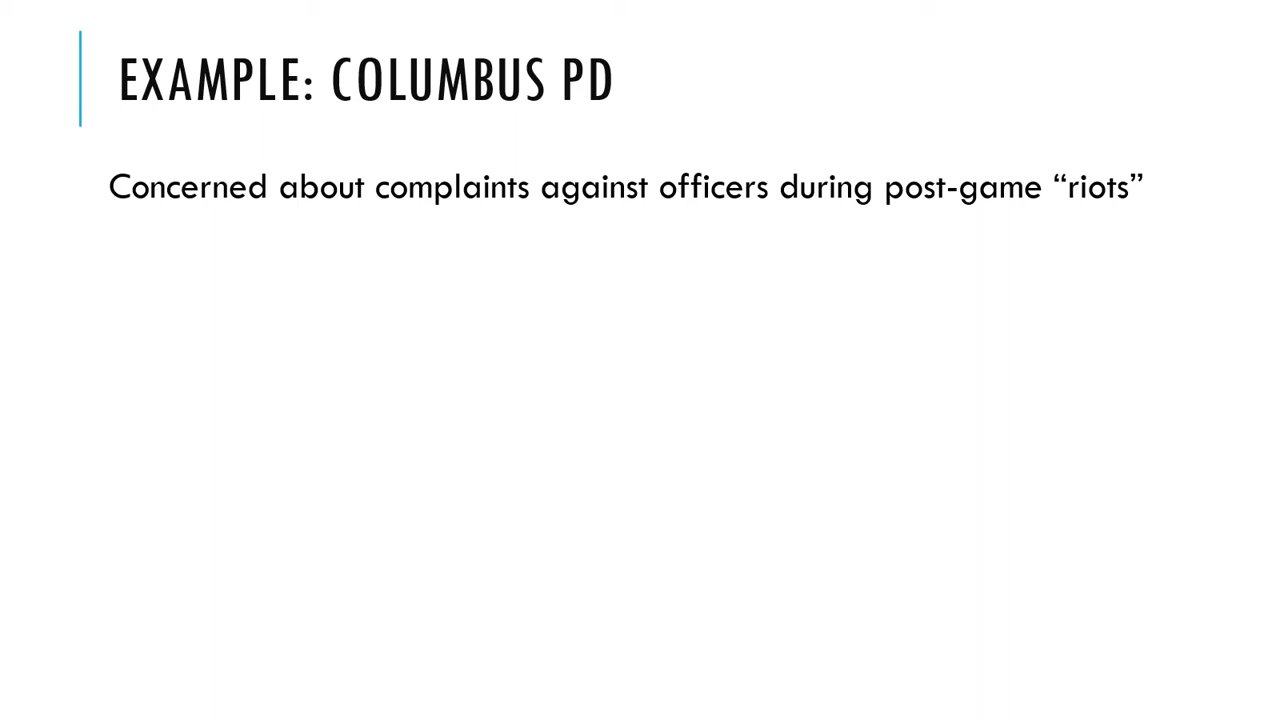 EXAMPLE: COLUMBUS PD
Concerned about complaints against officers during post-game “riots”